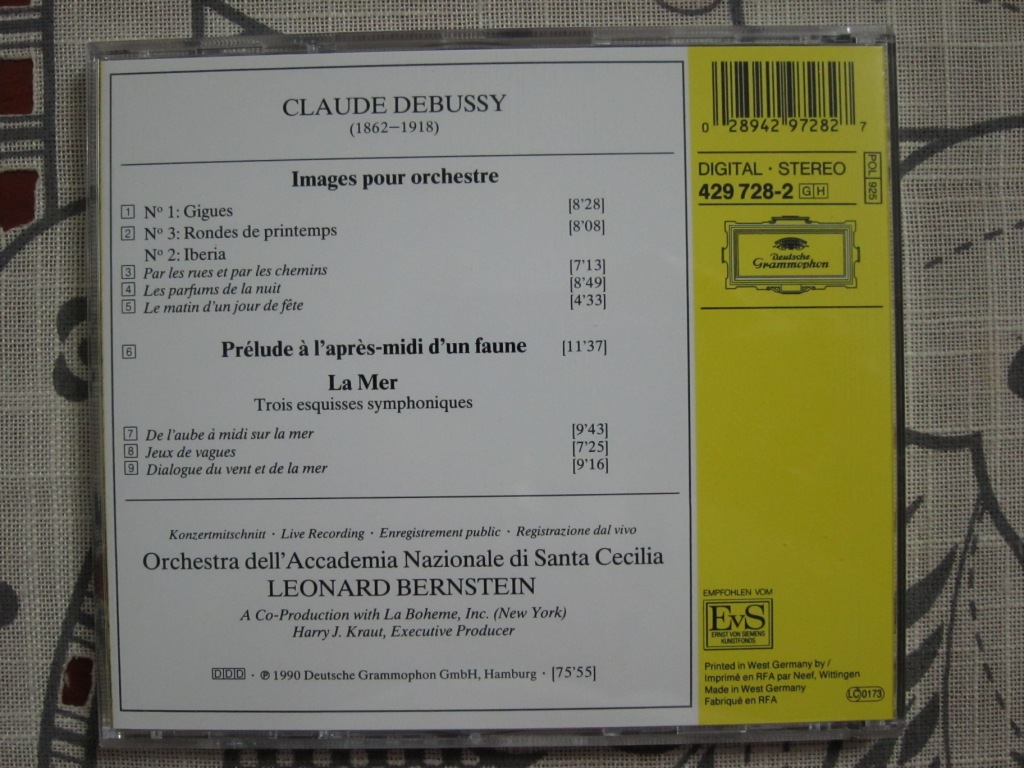 CLAUDE DEBUSSY
(1862–1918)
Images pour orchestre
1 Nº 1: Gigues [8'28]
2 Nº 3: Rondes de printemps [8'08]
Nº 2: Iberia
3 Par les rues et par les chemins [7'13]
4 Les parfums de la nuit [8'49]
5 Le matin d'un jour de fête [4'33]
6 Prélude à l'après-midi d'un faune [11'37]
La Mer
Trois esquisses symphoniques
7 De l'aube à midi sur la mer [9'43]
8 Jeux de vagues [7'25]
9 Dialogue du vent et de la mer [9'16]
Konzertmitschnitt · Live Recording · Enregistrement public · Registrazione dal vivo
Orchestra dell'Accademia Nazionale di Santa Cecilia
LEONARD BERNSTEIN
A Co-Production with La Boheme, Inc. (New York)
Harry J. Kraut, Executive Producer
DDD · ℗ 1990 Deutsche Grammophon GmbH, Hamburg · [75'55]
0 28942 97282 7
DIGITAL · STEREO
429 728-2 GH
POL 925
Deutsche
Grammophon
EMPFOHLEN VOM
EvS
ERNST VON SIEMENS
KUNSTFONDS
Printed in West Germany by /
Imprimé en RFA par Neef, Wittingen
Made in West Germany
Fabriqué en RFA
LC 0173